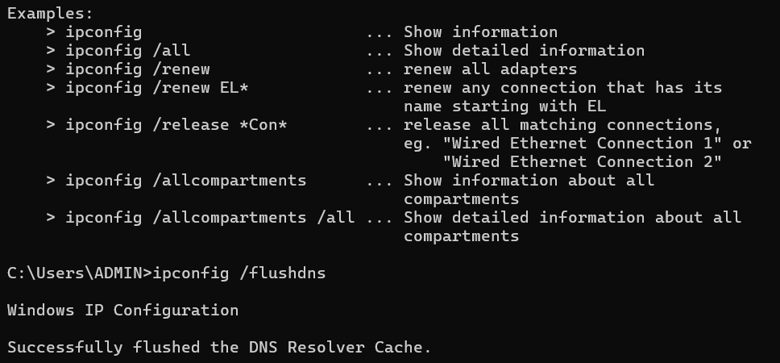 Examples:
    > ipconfig                       ... Show information
    > ipconfig /all                  ... Show detailed information
    > ipconfig /renew                ... renew all adapters
    > ipconfig /renew EL*            ... renew any connection that has its
                                         name starting with EL
    > ipconfig /release *Con*        ... release all matching connections,
                                         eg. "Wired Ethernet Connection 1" or
                                             "Wired Ethernet Connection 2"
    > ipconfig /allcompartments      ... Show information about all
                                         compartments
    > ipconfig /allcompartments /all ... Show detailed information about all
                                         compartments
C:\Users\ADMIN>ipconfig /flushdns
Windows IP Configuration
Successfully flushed the DNS Resolver Cache.